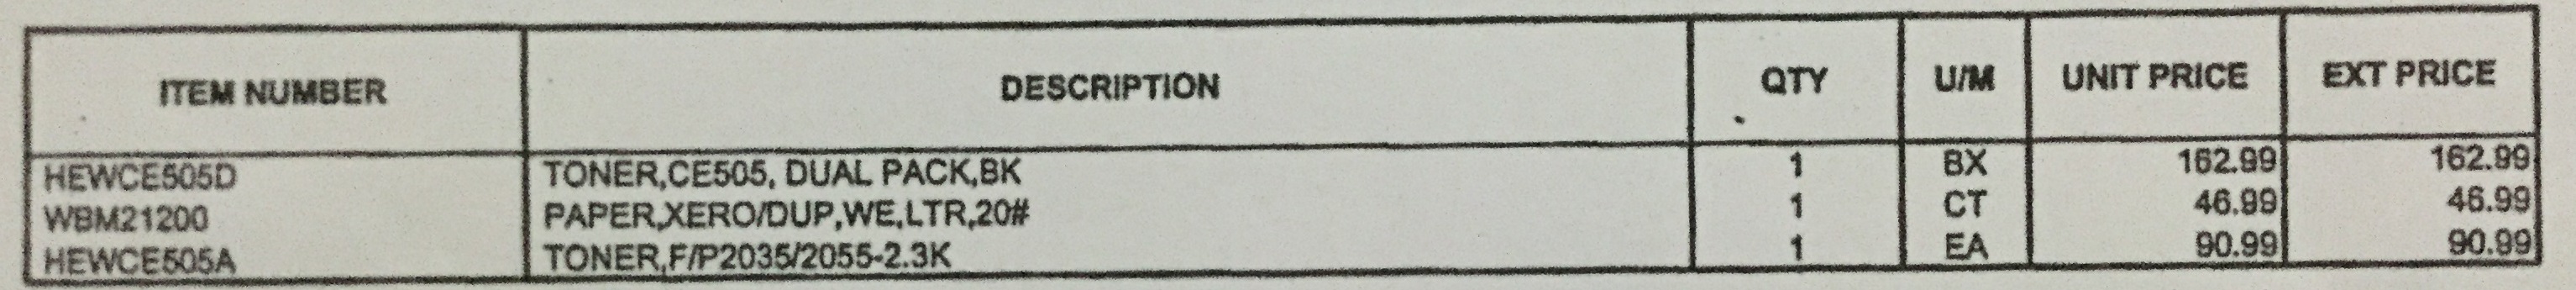 ITEM NUMBER DESCRIPTION QTY U/M UNIT PRICE EXT PRICE
HEWCE505D TONER,CE505, DUAL PACK,BK 1 BX 162.99 162.99
WBM21200 PAPER,XERO/DUP,WE,LTR,20# 1 CT 46.99 46.99
HEWCE505A TONER,F/P2035/2055-2.3K 1 EA 90.99 90.99